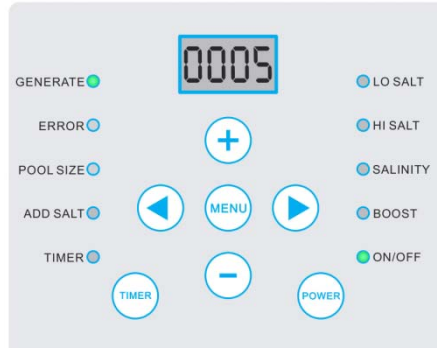 0005
GENERATE
LO SALT
ERROR
HI SALT
POOL SIZE
SALINITY
MENU
ADD SALT
BOOST
TIMER
ON/OFF
TIMER
POWER